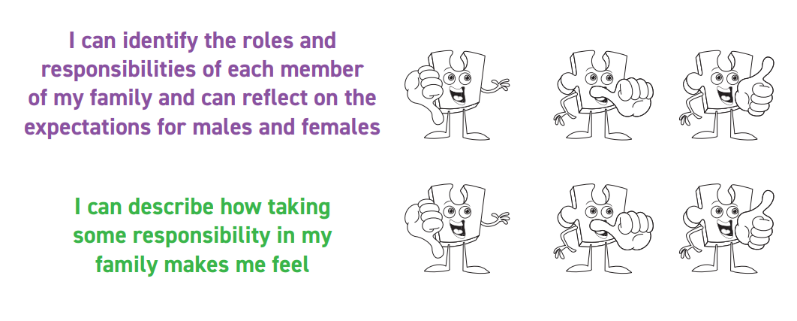 I can identify the roles and
responsibilities of each member
of my family and can reflect on the
expectations for males and females
I can describe how taking
some responsibility in my
family makes me feel